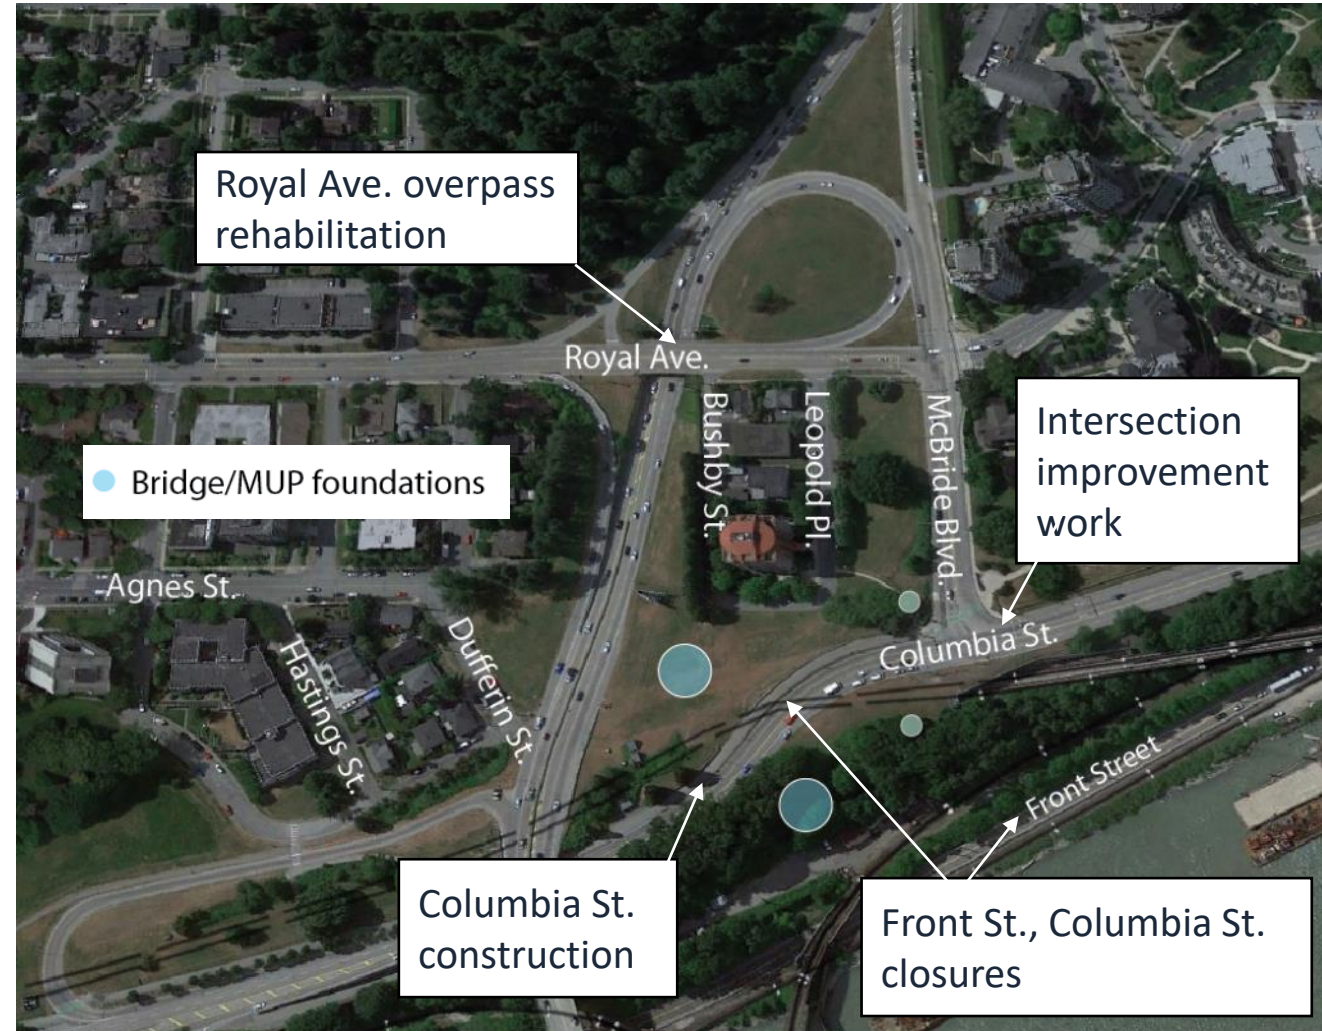 Royal Ave. overpass
rehabilitation
Royal Ave.
Bushby St.
Leopold Pl.
McBride Blvd.
Intersection
improvement
work
Bridge/MUP foundations
Agnes St.
Hastings St.
Dufferin St.
Columbia St.
Front Street
Columbia St.
construction
Front St., Columbia St.
closures